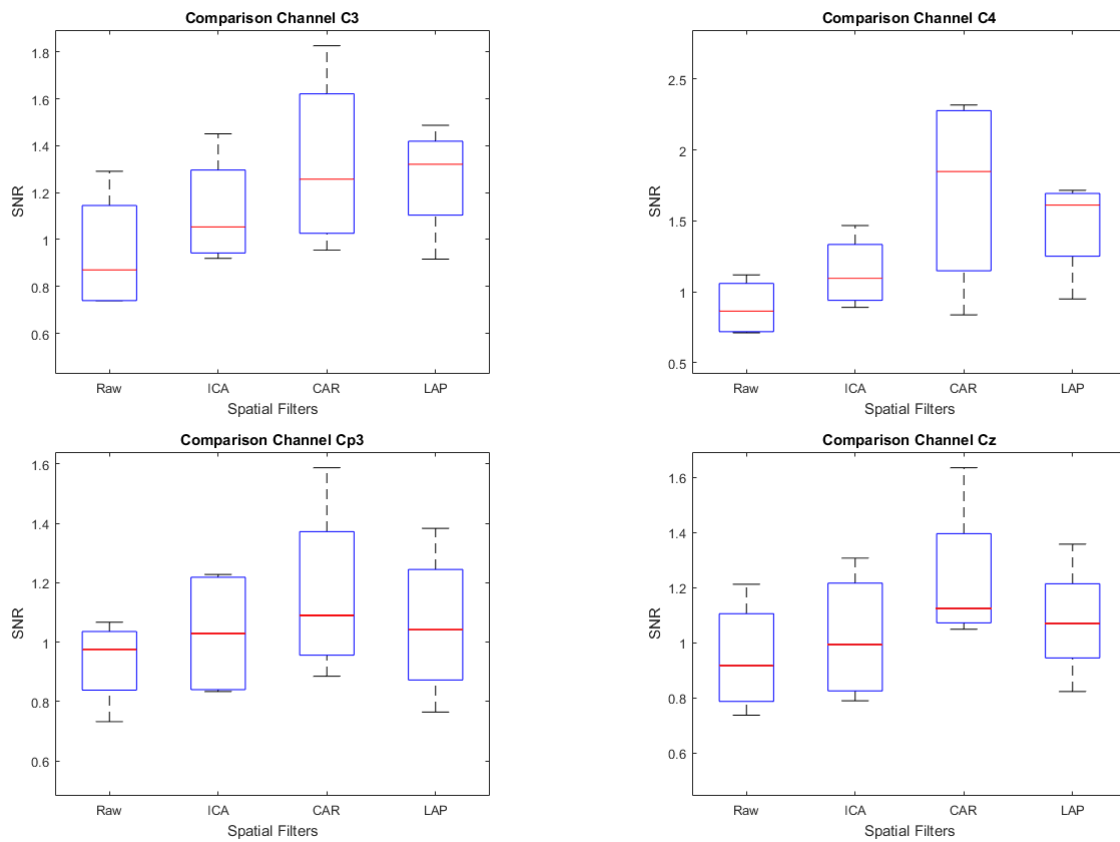 Comparison Channel C3
1.8
1.6
1.4
1.2
1
0.8
0.6
SNR
Raw ICA CAR LAP
Spatial Filters
Comparison Channel C4
2.5
2
1.5
1
0.5
SNR
Raw ICA CAR LAP
Spatial Filters
Comparison Channel Cp3
1.6
1.4
1.2
1
0.8
0.6
SNR
Raw ICA CAR LAP
Spatial Filters
Comparison Channel Cz
1.6
1.4
1.2
1
0.8
0.6
SNR
Raw ICA CAR LAP
Spatial Filters